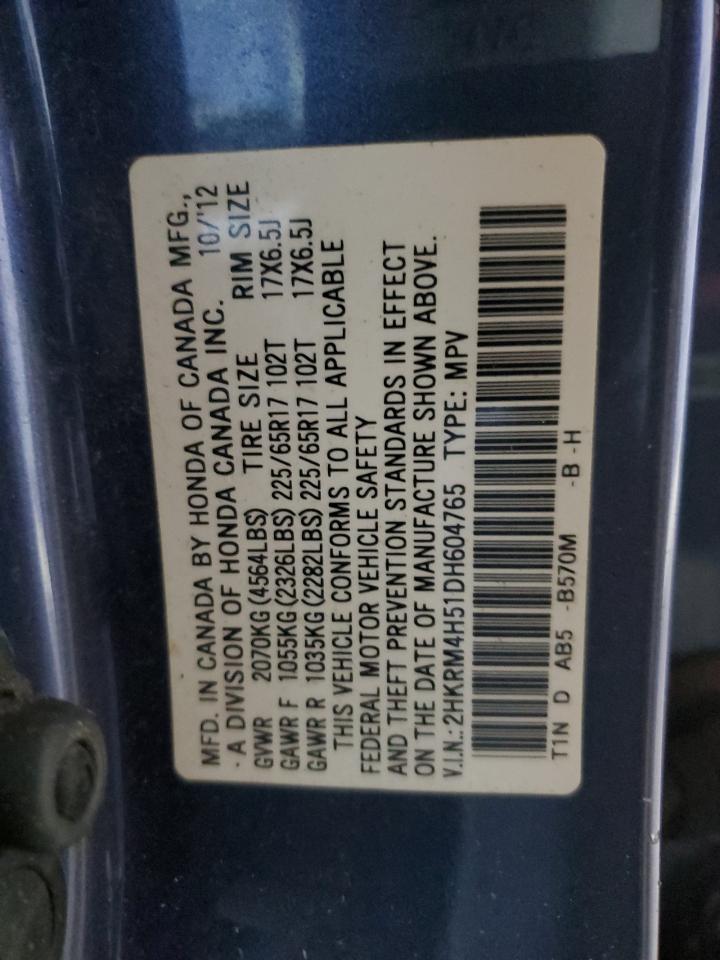 MFD. IN CANADA BY HONDA OF CANADA MFG.,
- A DIVISION OF HONDA CANADA INC. 10/'12
GVWR 2070KG (4564LBS) TIRE SIZE RIM SIZE
GAWR F 1055KG (2326LBS) 225/65R17 102T 17X6.5J
GAWR R 1035KG (2282LBS) 225/65R17 102T 17X6.5J
THIS VEHICLE CONFORMS TO ALL APPLICABLE
FEDERAL MOTOR VEHICLE SAFETY
AND THEFT PREVENTION STANDARDS IN EFFECT
ON THE DATE OF MANUFACTURE SHOWN ABOVE.
V.I.N.:2HKRM4H51DH604765 TYPE: MPV
T1N D AB5 -B570M -B -H